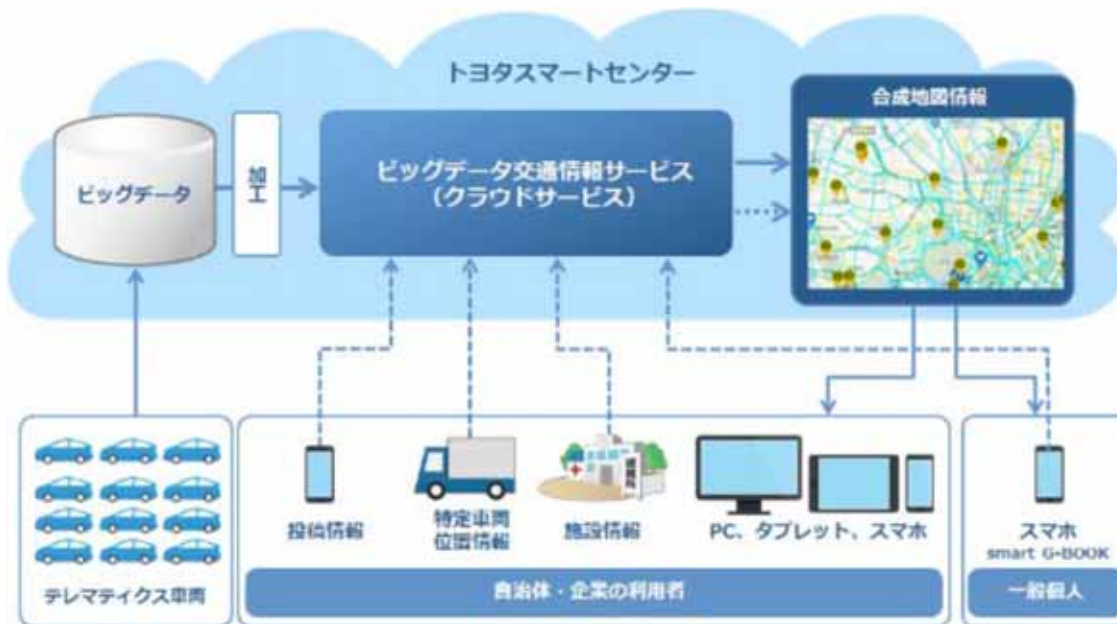 トヨタスマートセンター
ビッグデータ
加工
ビッグデータ交通情報サービス
(クラウドサービス)
合成地図情報
投稿情報
特定車両
位置情報
施設情報
PC、タブレット、スマホ
スマホ
smart G-BOOK
テレマティクス車両
自治体・企業の利用者
一般個人